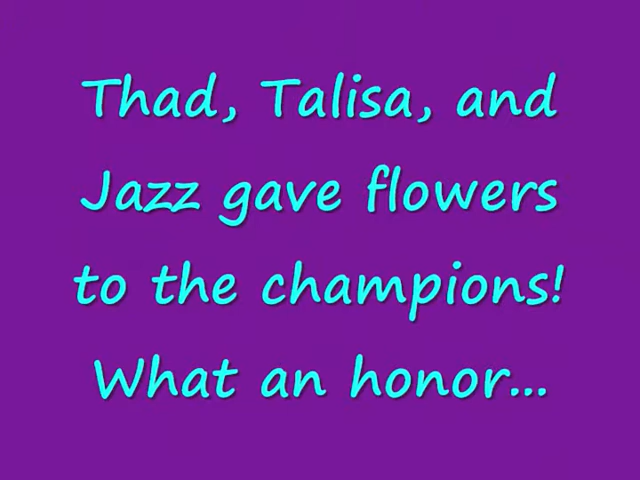 Thad, Talisa, and
Jazz gave flowers
to the champions!
What an honor...